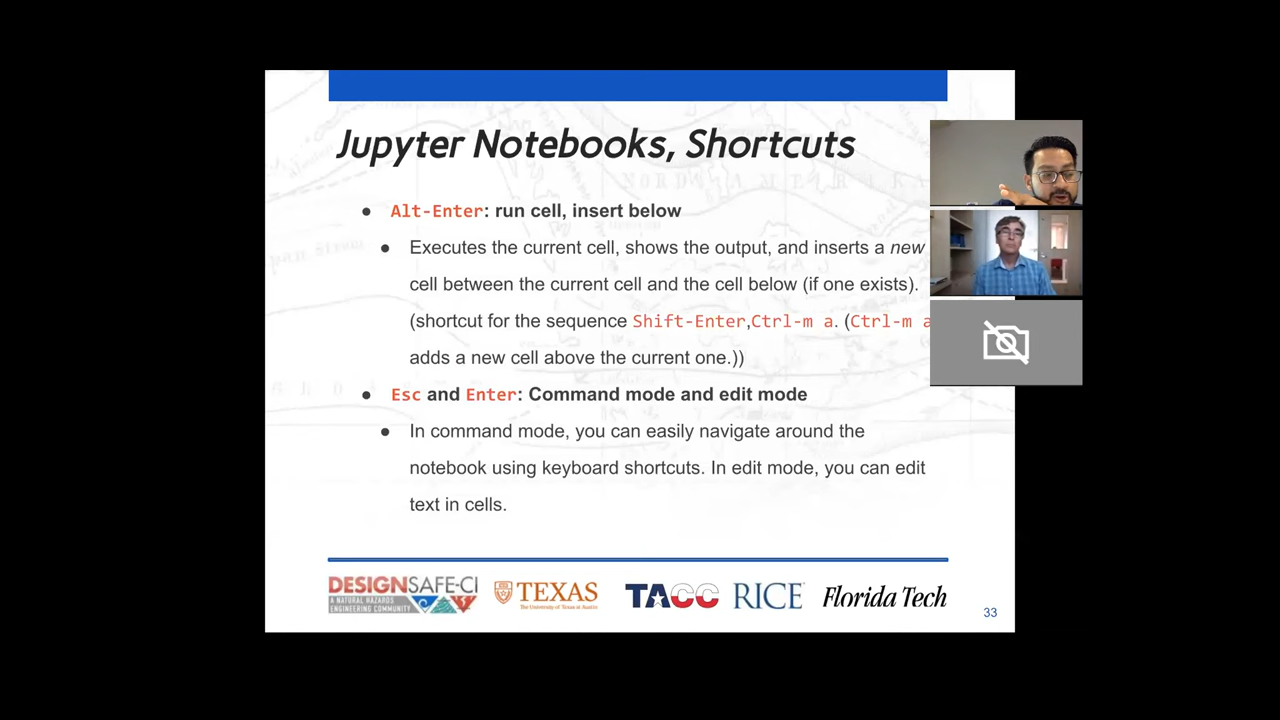 Jupyter Notebooks, Shortcuts
● Alt-Enter: run cell, insert below
● Executes the current cell, shows the output, and inserts a new
cell between the current cell and the cell below (if one exists).
(shortcut for the sequence Shift-Enter,Ctrl-m a. (Ctrl-m a
adds a new cell above the current one.))
● Esc and Enter: Command mode and edit mode
● In command mode, you can easily navigate around the
notebook using keyboard shortcuts. In edit mode, you can edit
text in cells.
DESIGNSAFE-CI
A NATURAL HAZARDS
ENGINEERING COMMUNITY
TEXAS
The University of Texas at Austin
TACC
RICE
Florida Tech
33